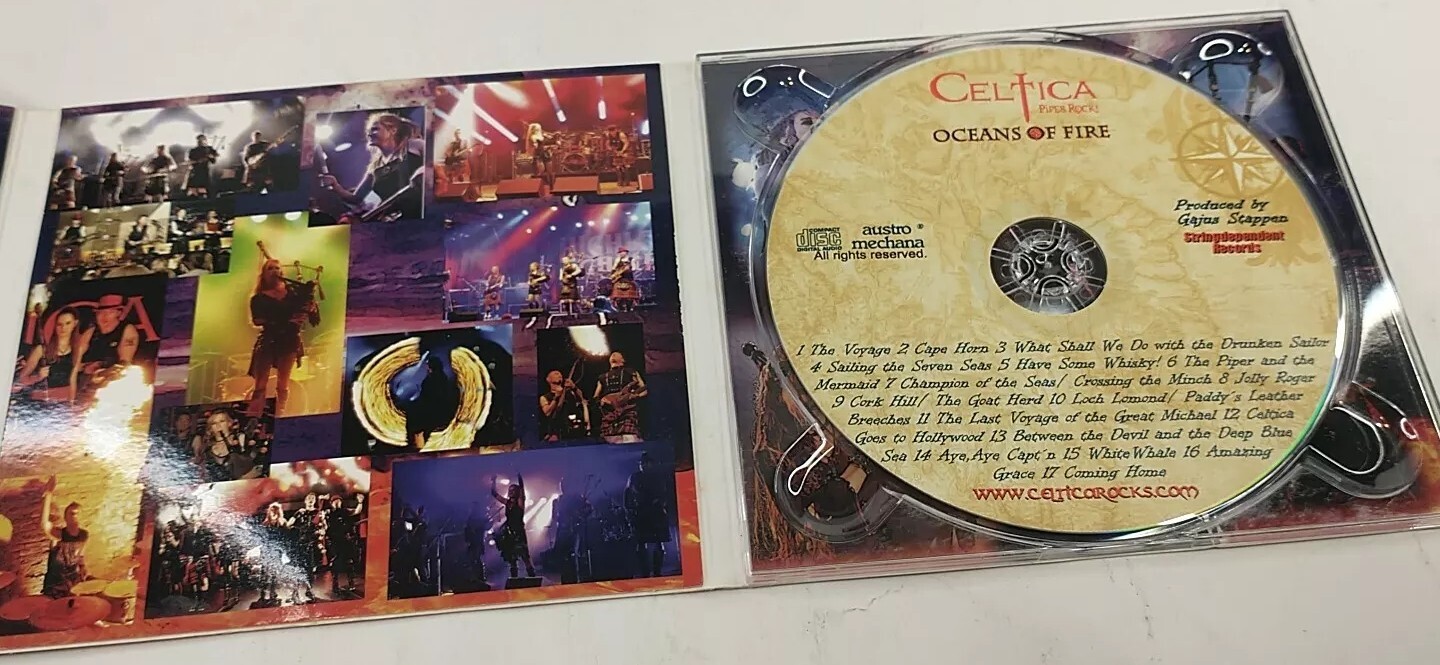 CELTICA
PIPES ROCK!
OCEANS OF FIRE
COMPACT
disc
DIGITAL AUDIO
austro ®
mechana
All rights reserved.
Produced by
Gajus Stappen
Stringdependent
Records
1 The Voyage 2 Cape Horn 3 What Shall We Do with the Drunken Sailor
4 Sailing the Seven Seas 5 Have Some Whisky! 6 The Piper and the
Mermaid 7 Champion of the Seas/ Crossing the Minch 8 Jolly Roger
9 Cork Hill/ The Goat Herd 10 Loch Lomond/ Paddy's Leather
Breeches 11 The Last Voyage of the Great Michael 12 Celtica
Goes to Hollywood 13 Between the Devil and the Deep Blue
Sea 14 Aye, Aye Capt'n 15 White Whale 16 Amazing
Grace 17 Coming Home
WWW.CELTICAROCKS.COM